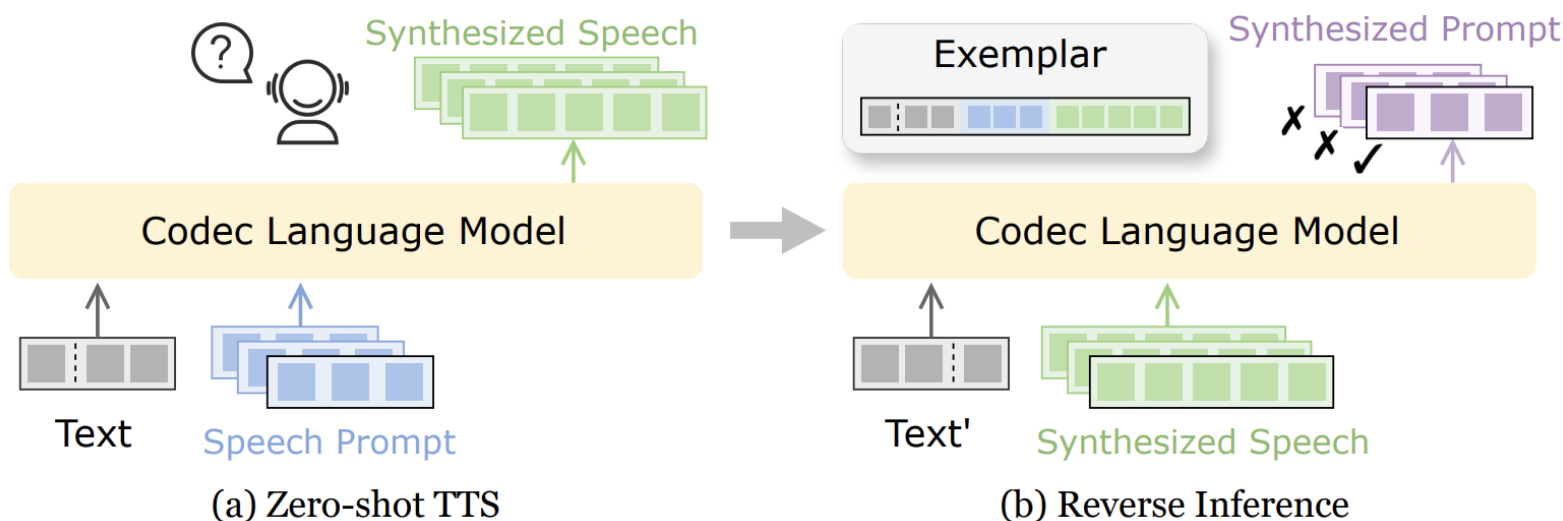 Synthesized Speech
?
Codec Language Model
Text
Speech Prompt
(a) Zero-shot TTS
Exemplar
Synthesized Prompt
✗ ✗ ✓
Codec Language Model
Text'
Synthesized Speech
(b) Reverse Inference